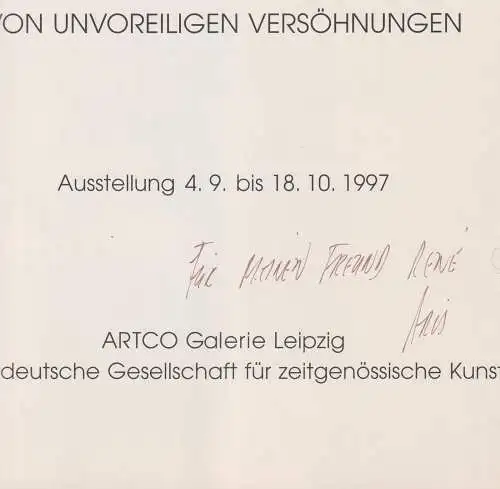 VON UNVOREILIGEN VERSÖHNUNGEN
Ausstellung 4. 9. bis 18. 10. 1997
Für meinen Freund René
Aris
ARTCO Galerie Leipzig
deutsche Gesellschaft für zeitgenössische Kunst